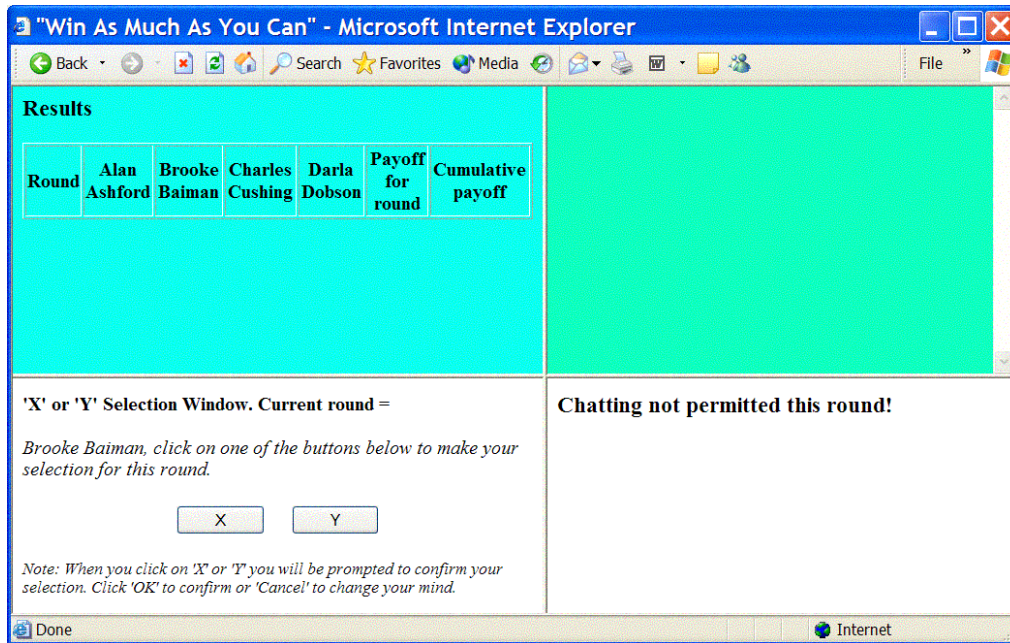 "Win As Much As You Can" - Microsoft Internet Explorer
Back Search Favorites Media File »
Results
Round Alan Ashford Brooke Baiman Charles Cushing Darla Dobson Payoff for round Cumulative payoff
'X' or 'Y' Selection Window. Current round =
Brooke Baiman, click on one of the buttons below to make your
selection for this round.
X Y
Note: When you click on 'X' or 'Y' you will be prompted to confirm your
selection. Click 'OK' to confirm or 'Cancel' to change your mind.
Chatting not permitted this round!
Done Internet